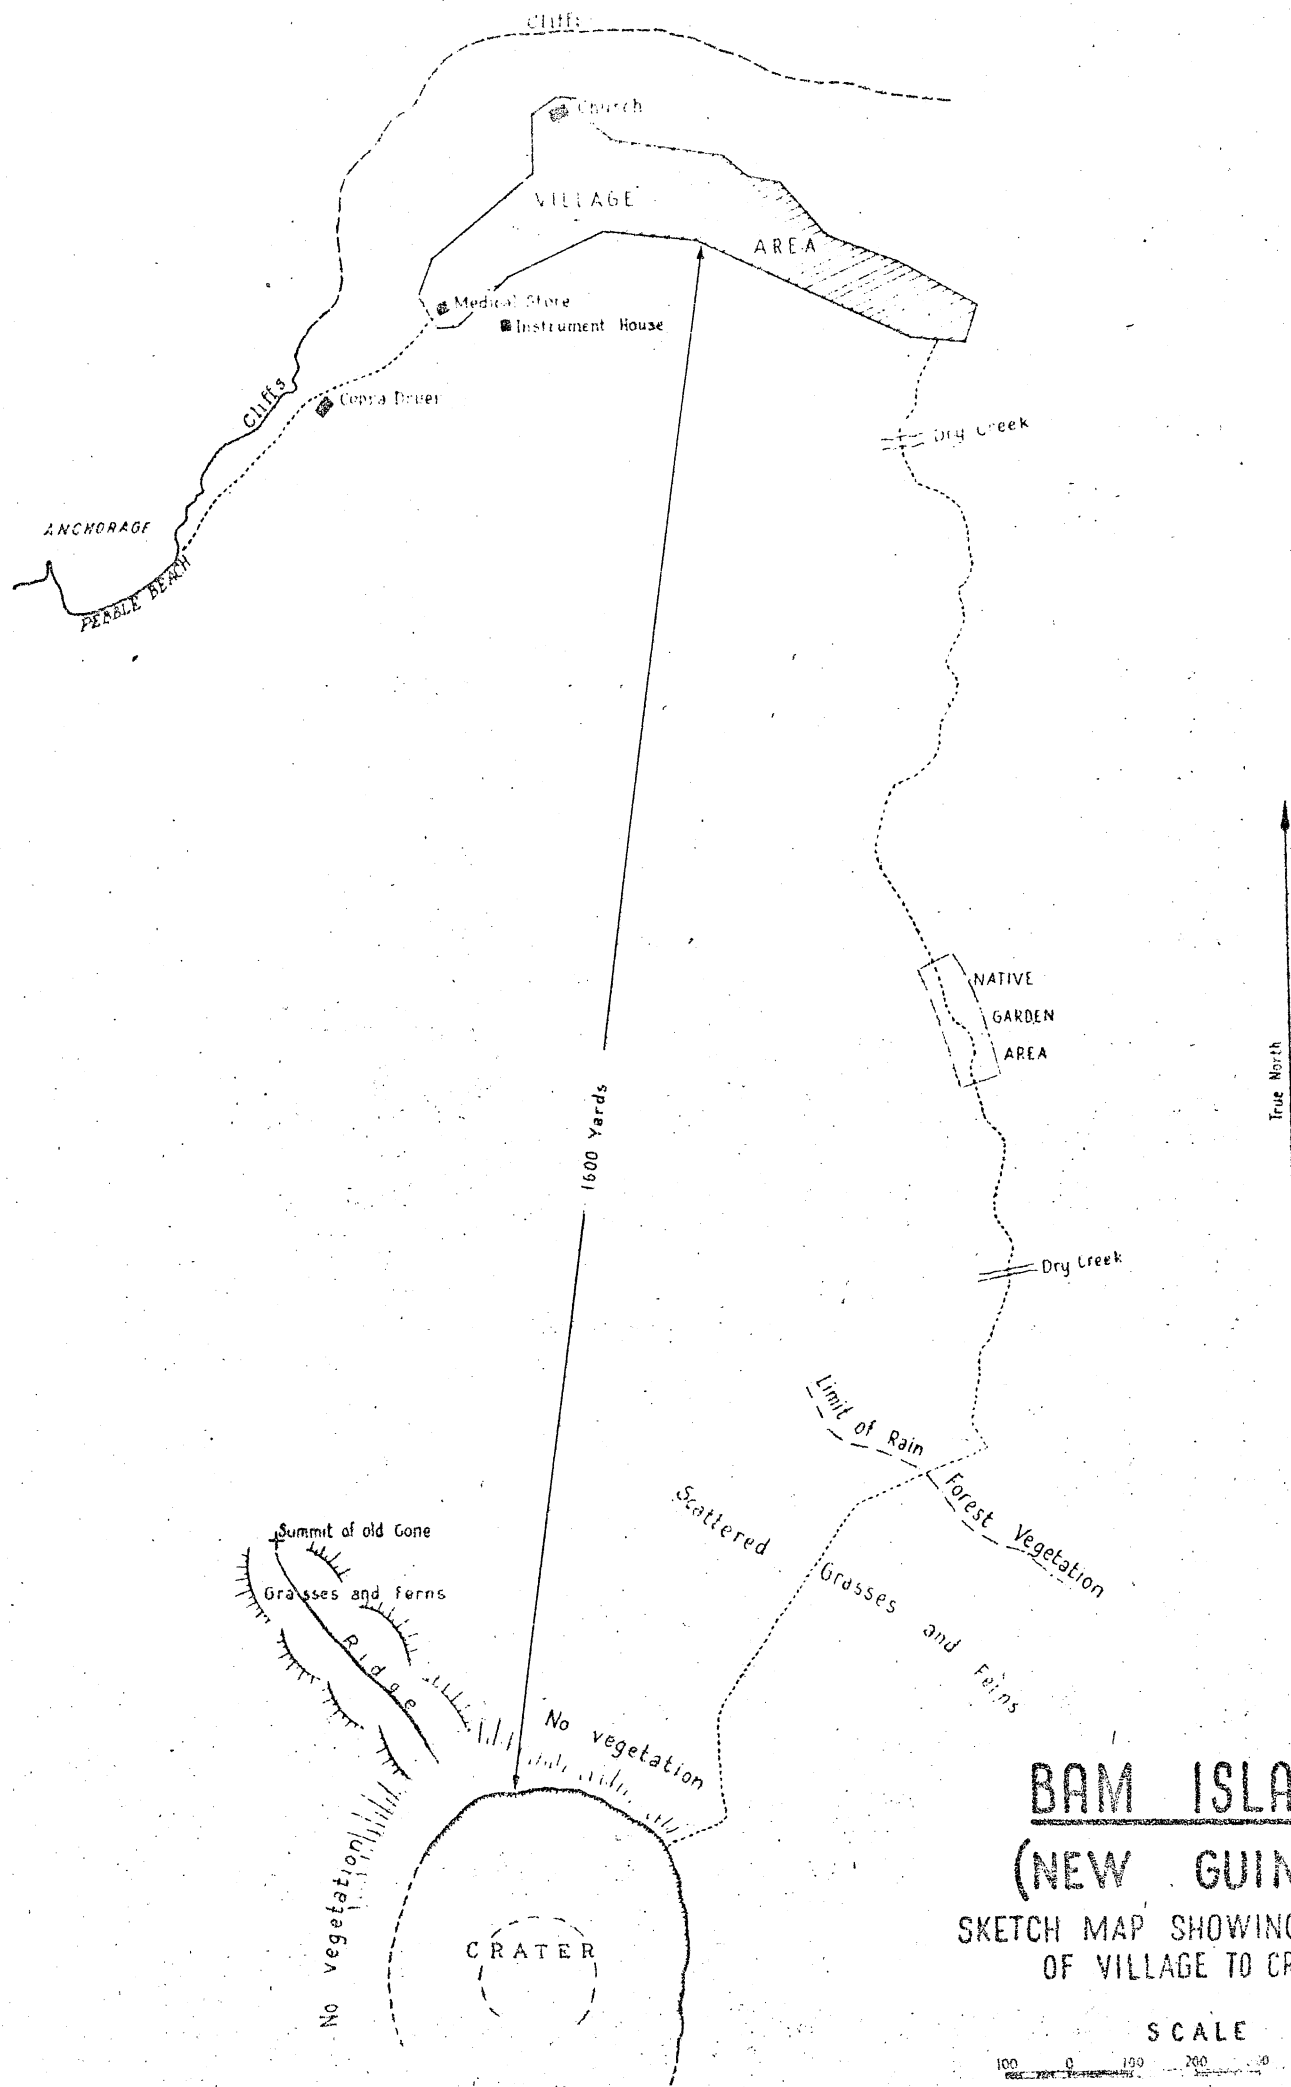 Cliffs
Church
VILLAGE
AREA
Medical Store
Instrument House
Cliffs
Copra Drier
Dry Creek
ANCHORAGE
PEBBLE BEACH
NATIVE
GARDEN
AREA
True North
1600 Yards
Dry Creek
Limit of Rain Forest Vegetation
Scattered Grasses and Ferns
Summit of old Cone
Grasses and Ferns
Ridge
No vegetation
No vegetation
CRATER
BAM ISLA
(NEW GUIN
SKETCH MAP SHOWING
OF VILLAGE TO CR
SCALE
100 0 100 200